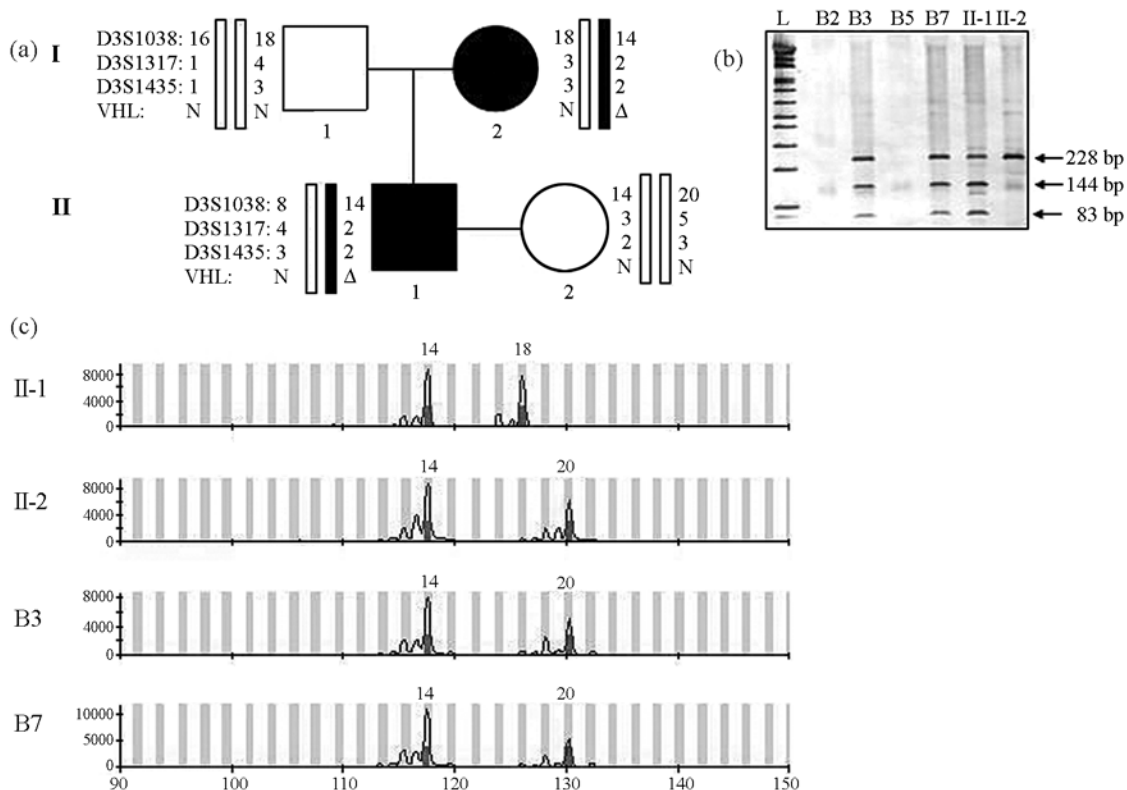 (a) I
D3S1038: 16 18
D3S1317: 1 4
D3S1435: 1 3
VHL: N N
1
2
18 14
3 2
3 2
N Δ
II
D3S1038: 8 14
D3S1317: 4 2
D3S1435: 3 2
VHL: N Δ
1
2
14 20
3 5
2 3
N N
(b)
L B2 B3 B5 B7 II-1 II-2
228 bp
144 bp
83 bp
(c)
14 18
II-1
8000
4000
0
14 20
II-2
8000
4000
0
14 20
B3
8000
4000
0
14 20
B7
10000
5000
0
90 100 110 120 130 140 150